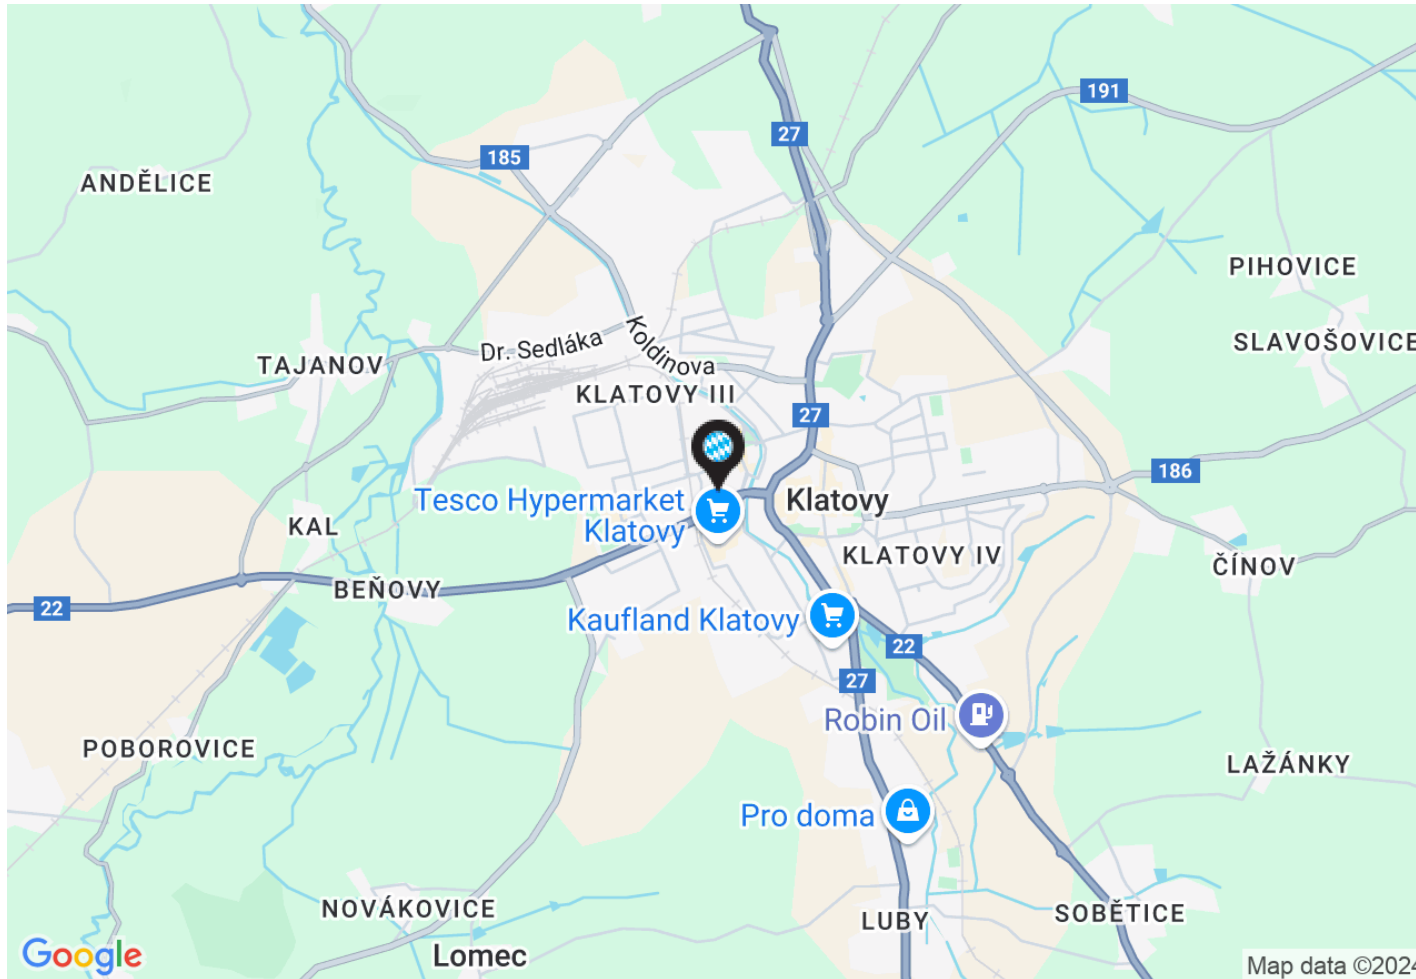 191
27
185
ANDĚLICE
PIHOVICE
SLAVOŠOVICE
Dr. Sedláka
Koldinova
TAJANOV
KLATOVY III
27
186
Tesco Hypermarket
Klatovy
Klatovy
KAL
KLATOVY IV
ČÍNOV
BEŇOVY
22
Kaufland Klatovy
22
27
Robin Oil
POBOROVICE
LAŽÁNKY
Pro doma
NOVÁKOVICE
LUBY
SOBĚTICE
Lomec
Google
Map data ©2024